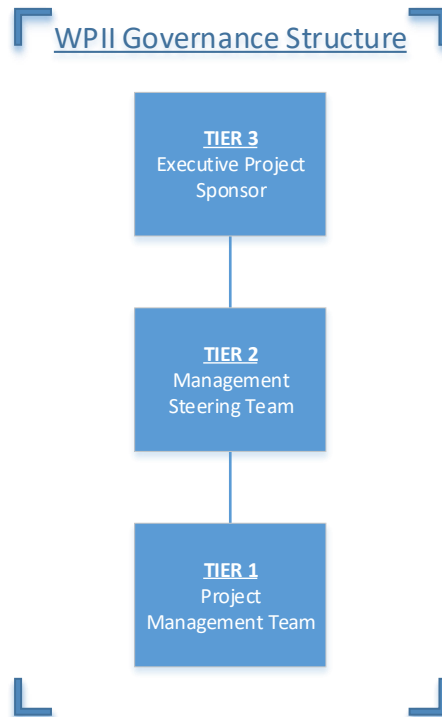 WPII Governance Structure
TIER 3
Executive Project
Sponsor
TIER 2
Management
Steering Team
TIER 1
Project
Management Team